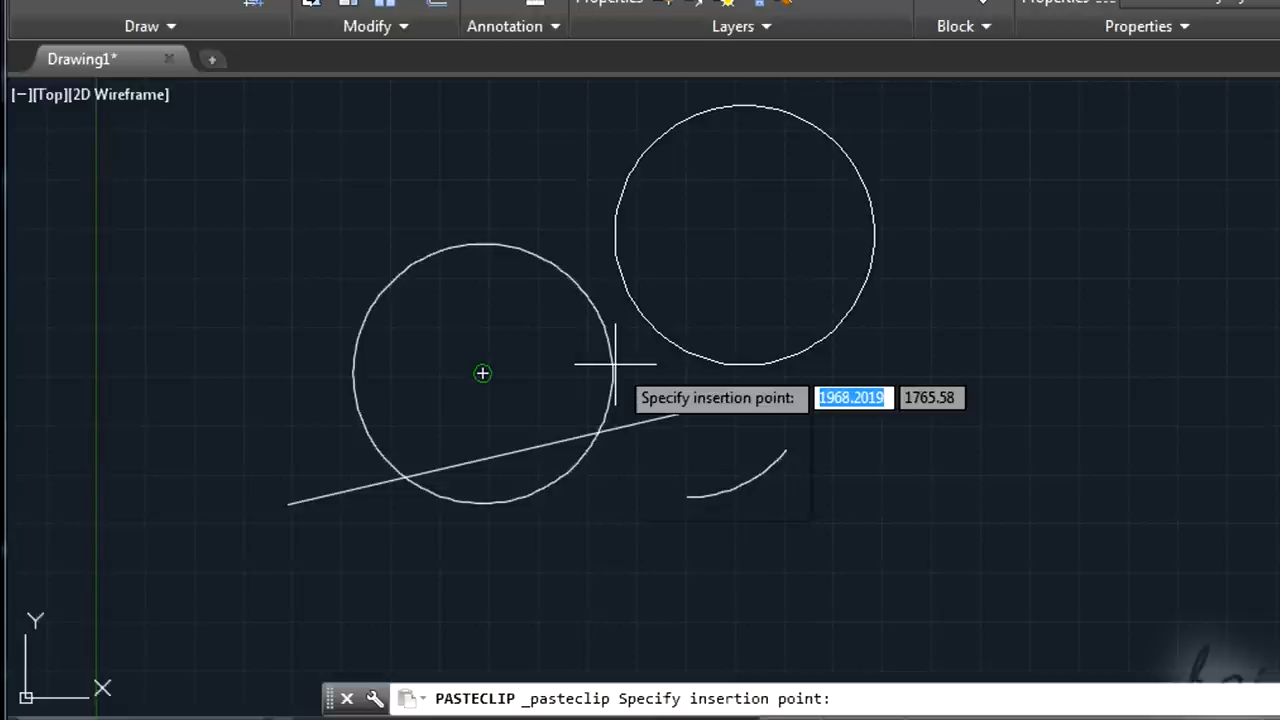 Draw Modify Annotation Layers Block Properties
Drawing1*
[−][Top][2D Wireframe]
Specify insertion point: 1968.2019 1765.58
Y
X
PASTECLIP _pasteclip Specify insertion point: